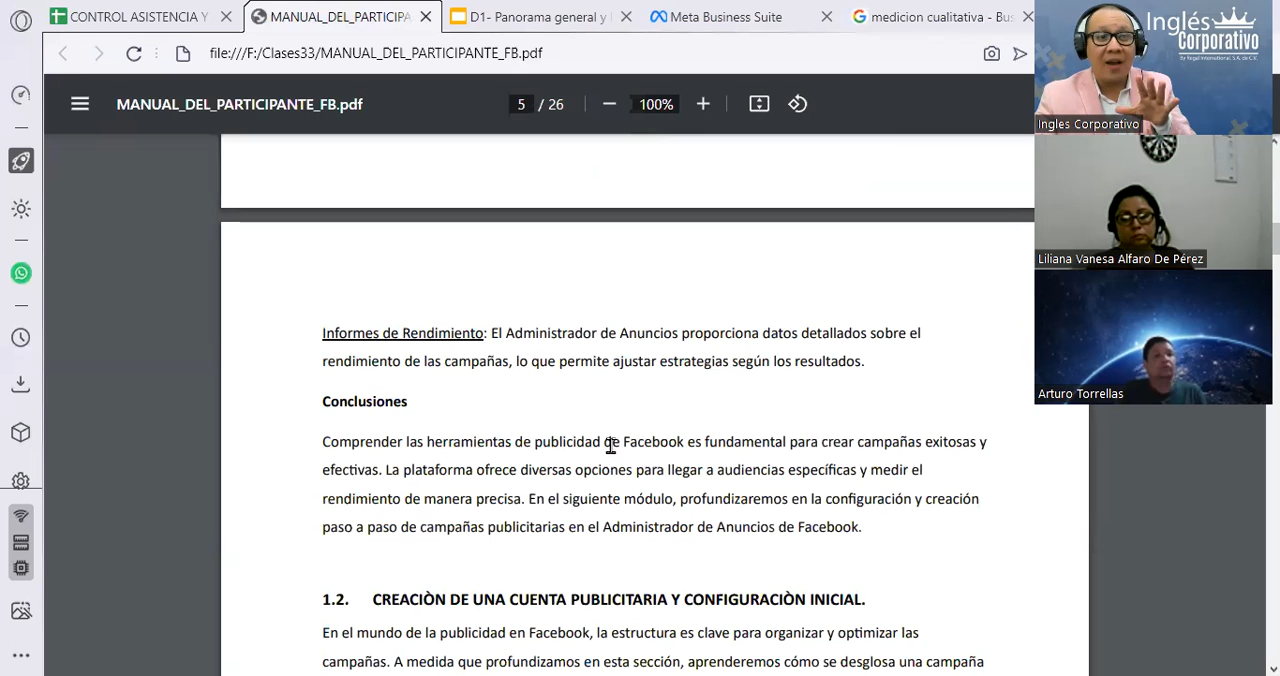 CONTROL ASISTENCIA Y
MANUAL_DEL_PARTICIPA
D1- Panorama general y
Meta Business Suite
medicion cualitativa - Bus
file:///F:/Clases33/MANUAL_DEL_PARTICIPANTE_FB.pdf
MANUAL_DEL_PARTICIPANTE_FB.pdf
5 / 26
100%
Inglés
Corporativo
By Regal International, S.A. de C.V.
Ingles Corporativo
Liliana Vanesa Alfaro De Pérez
Arturo Torrellas
Informes de Rendimiento: El Administrador de Anuncios proporciona datos detallados sobre el
rendimiento de las campañas, lo que permite ajustar estrategias según los resultados.
Conclusiones
Comprender las herramientas de publicidad de Facebook es fundamental para crear campañas exitosas y
efectivas. La plataforma ofrece diversas opciones para llegar a audiencias específicas y medir el
rendimiento de manera precisa. En el siguiente módulo, profundizaremos en la configuración y creación
paso a paso de campañas publicitarias en el Administrador de Anuncios de Facebook.
1.2. CREACIÒN DE UNA CUENTA PUBLICITARIA Y CONFIGURACIÒN INICIAL.
En el mundo de la publicidad en Facebook, la estructura es clave para organizar y optimizar las
campañas. A medida que profundizamos en esta sección, aprenderemos cómo se desglosa una campaña